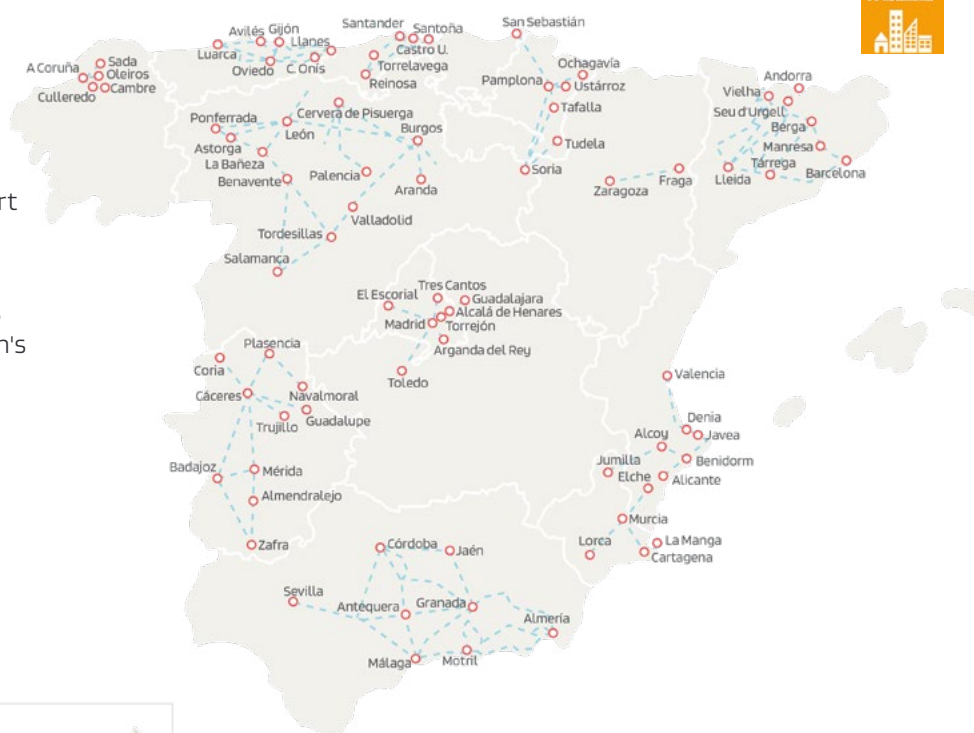 rt
n's
San Sebastián
Santander
Santoña
Avilés
Gijón
Llanes
Castro U.
Luarca
Oviedo
C. Onís
Torrelavega
Reinosa
Ochagavía
Pamplona
Ustárroz
Tafalla
Tudela
Soria
A Coruña
Sada
Oleiros
Culleredo
Cambre
Andorra
Vielha
Seu d'Urgell
Berga
Manresa
Tárrega
Lleida
Barcelona
Zaragoza
Fraga
Ponferrada
Cervera de Pisuerga
León
Burgos
Astorga
La Bañeza
Benavente
Palencia
Aranda
Valladolid
Tordesillas
Salamanca
Tres Cantos
El Escorial
Guadalajara
Alcalá de Henares
Madrid
Torrejón
Arganda del Rey
Toledo
Plasencia
Coria
Cáceres
Navalmoral
Trujillo
Guadalupe
Badajoz
Mérida
Almendralejo
Zafra
Valencia
Denia
Javea
Alcoy
Benidorm
Jumilla
Elche
Alicante
Murcia
Lorca
La Manga
Cartagena
Córdoba
Jaén
Sevilla
Antequera
Granada
Almería
Málaga
Motril